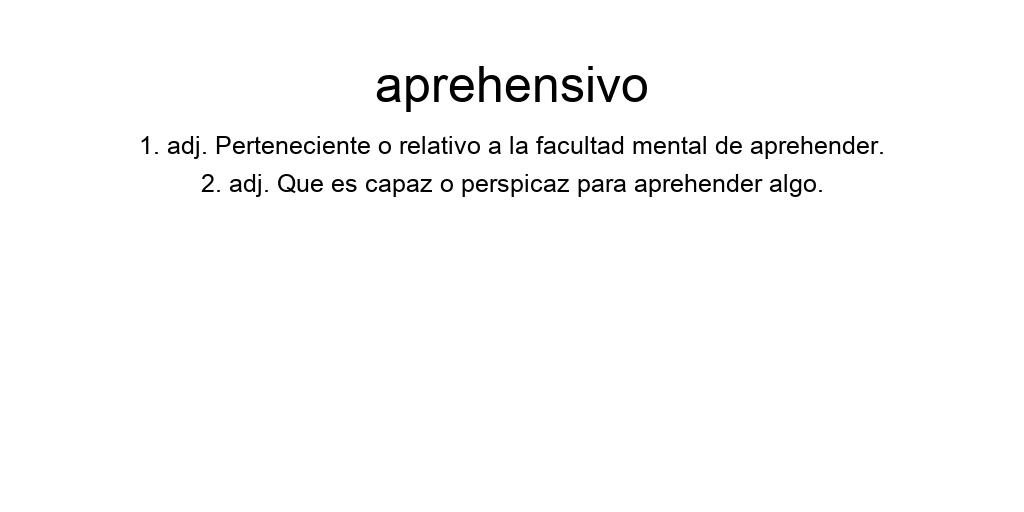 aprehensivo
1. adj. Perteneciente o relativo a la facultad mental de aprehender.
2. adj. Que es capaz o perspicaz para aprehender algo.